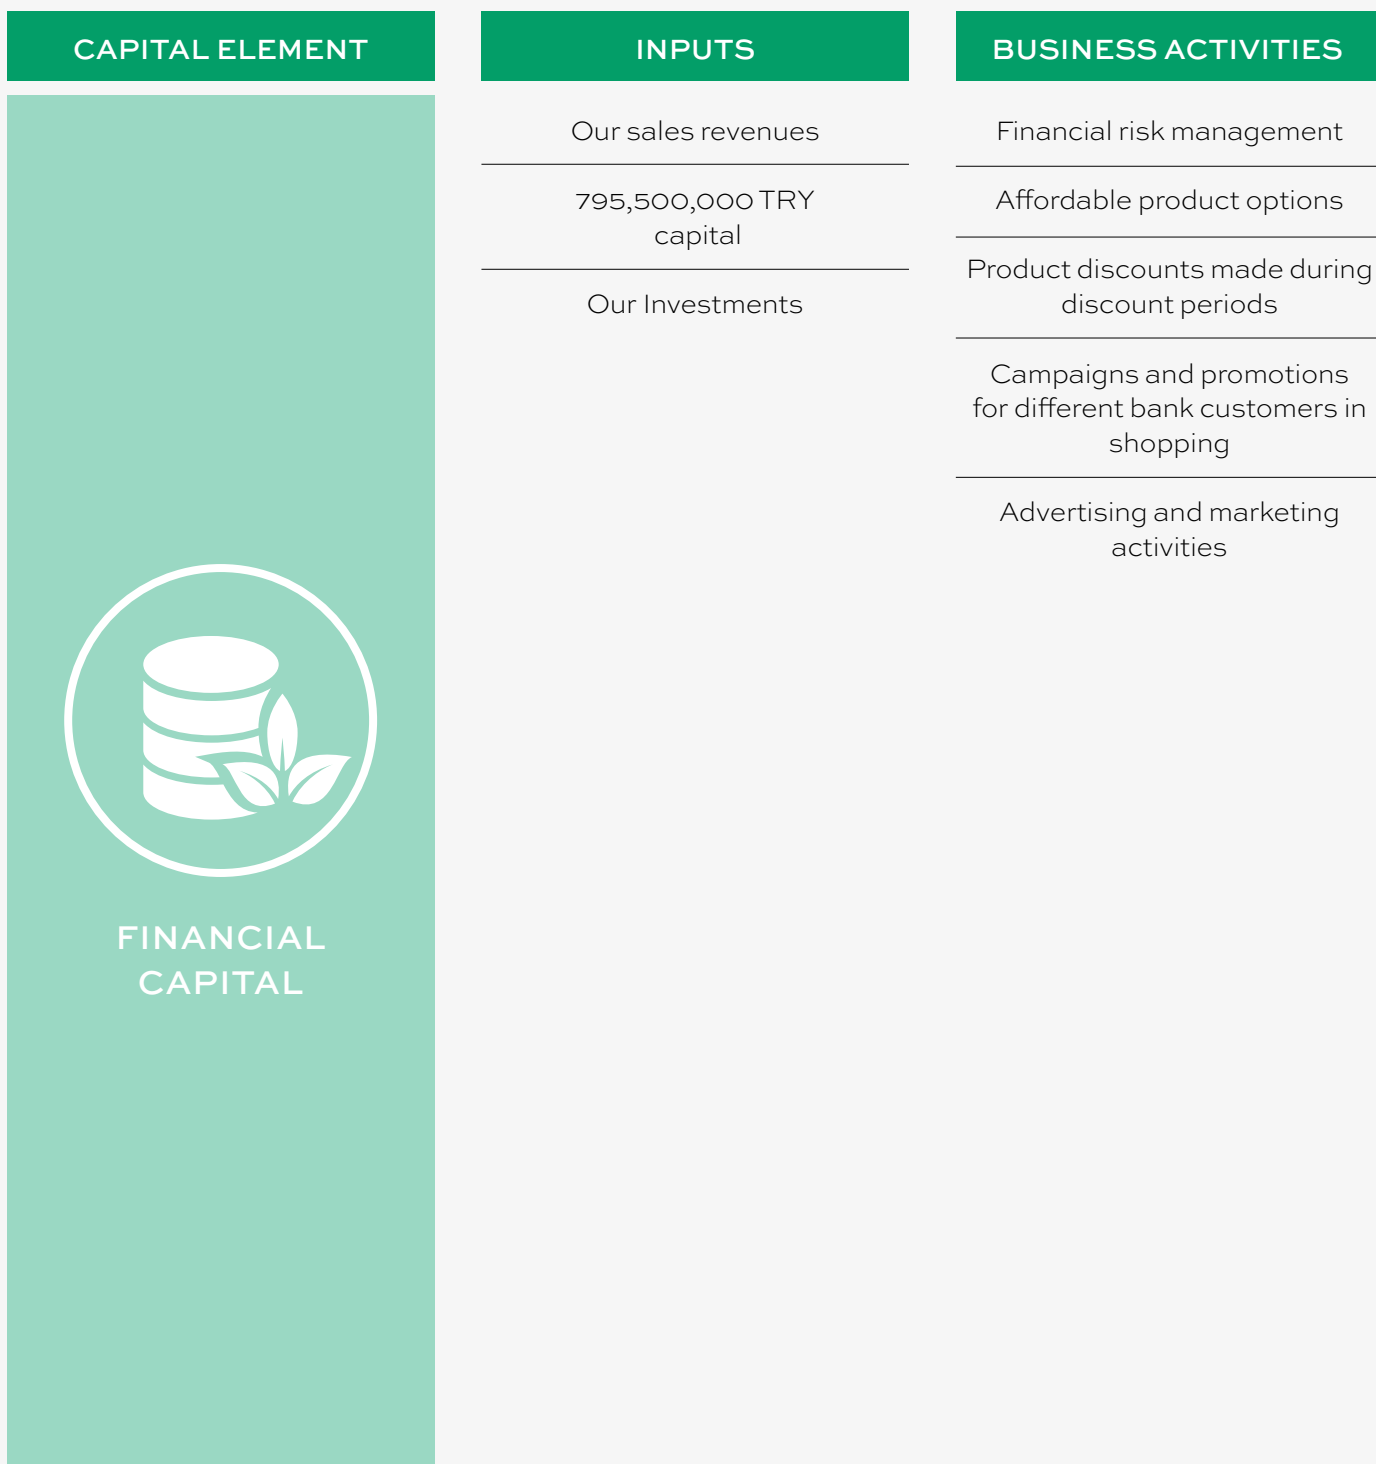 CAPITAL ELEMENT
FINANCIAL
CAPITAL
INPUTS
Our sales revenues
795,500,000 TRY
capital
Our Investments
BUSINESS ACTIVITIES
Financial risk management
Affordable product options
Product discounts made during
discount periods
Campaigns and promotions
for different bank customers in
shopping
Advertising and marketing
activities